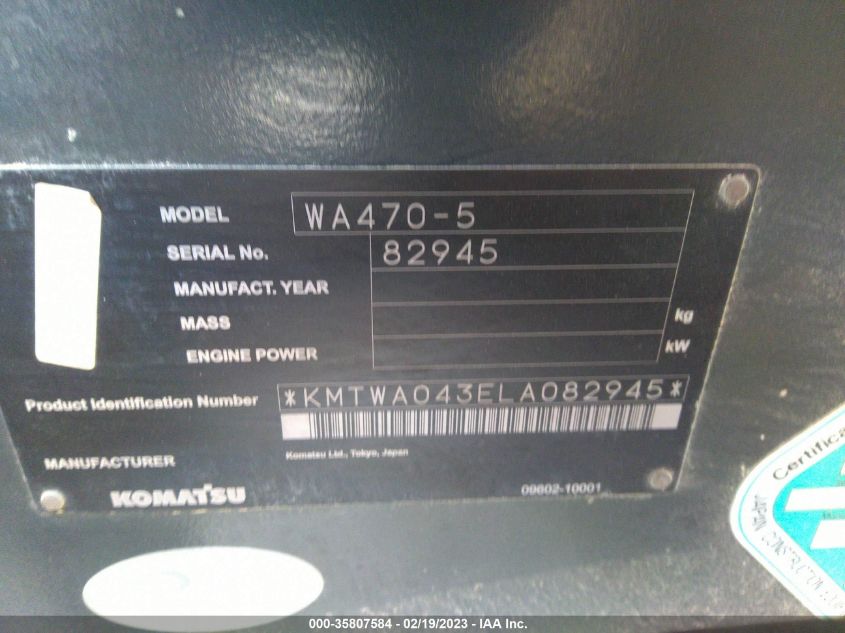 MODEL WA470-5
SERIAL No. 82945
MANUFACT. YEAR
MASS kg
ENGINE POWER kW
Product Identification Number *KMTWA043ELA082945*
MANUFACTURER Komatsu Ltd., Tokyo, Japan
KOMATSU 09602-10001
JAPAN
000-35807584 - 02/19/2023 - IAA Inc.